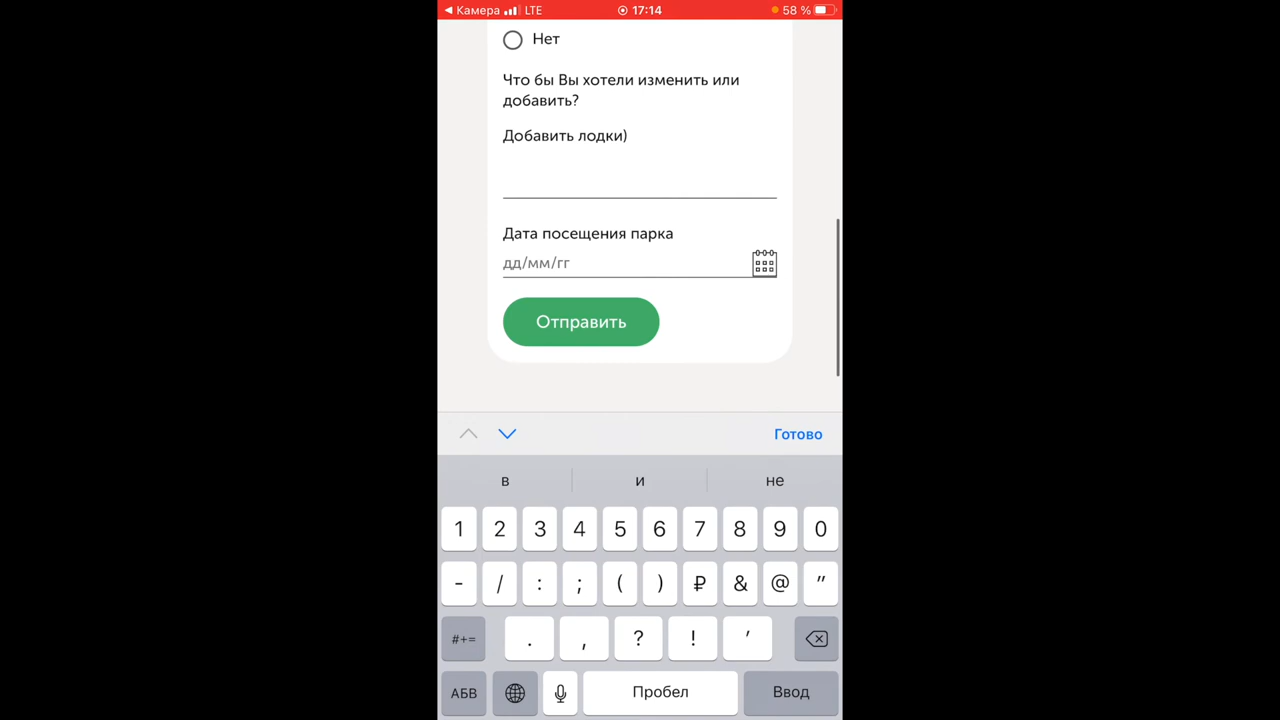 Камера LTE 17:14 58 %
Нет
Что бы Вы хотели изменить или
добавить?
Добавить лодки)
Дата посещения парка
дд/мм/гг
Отправить
Готово
в и не
1 2 3 4 5 6 7 8 9 0
- / : ; ( ) ₽ & @ "
#+= . , ? ! '
АБВ Пробел Ввод